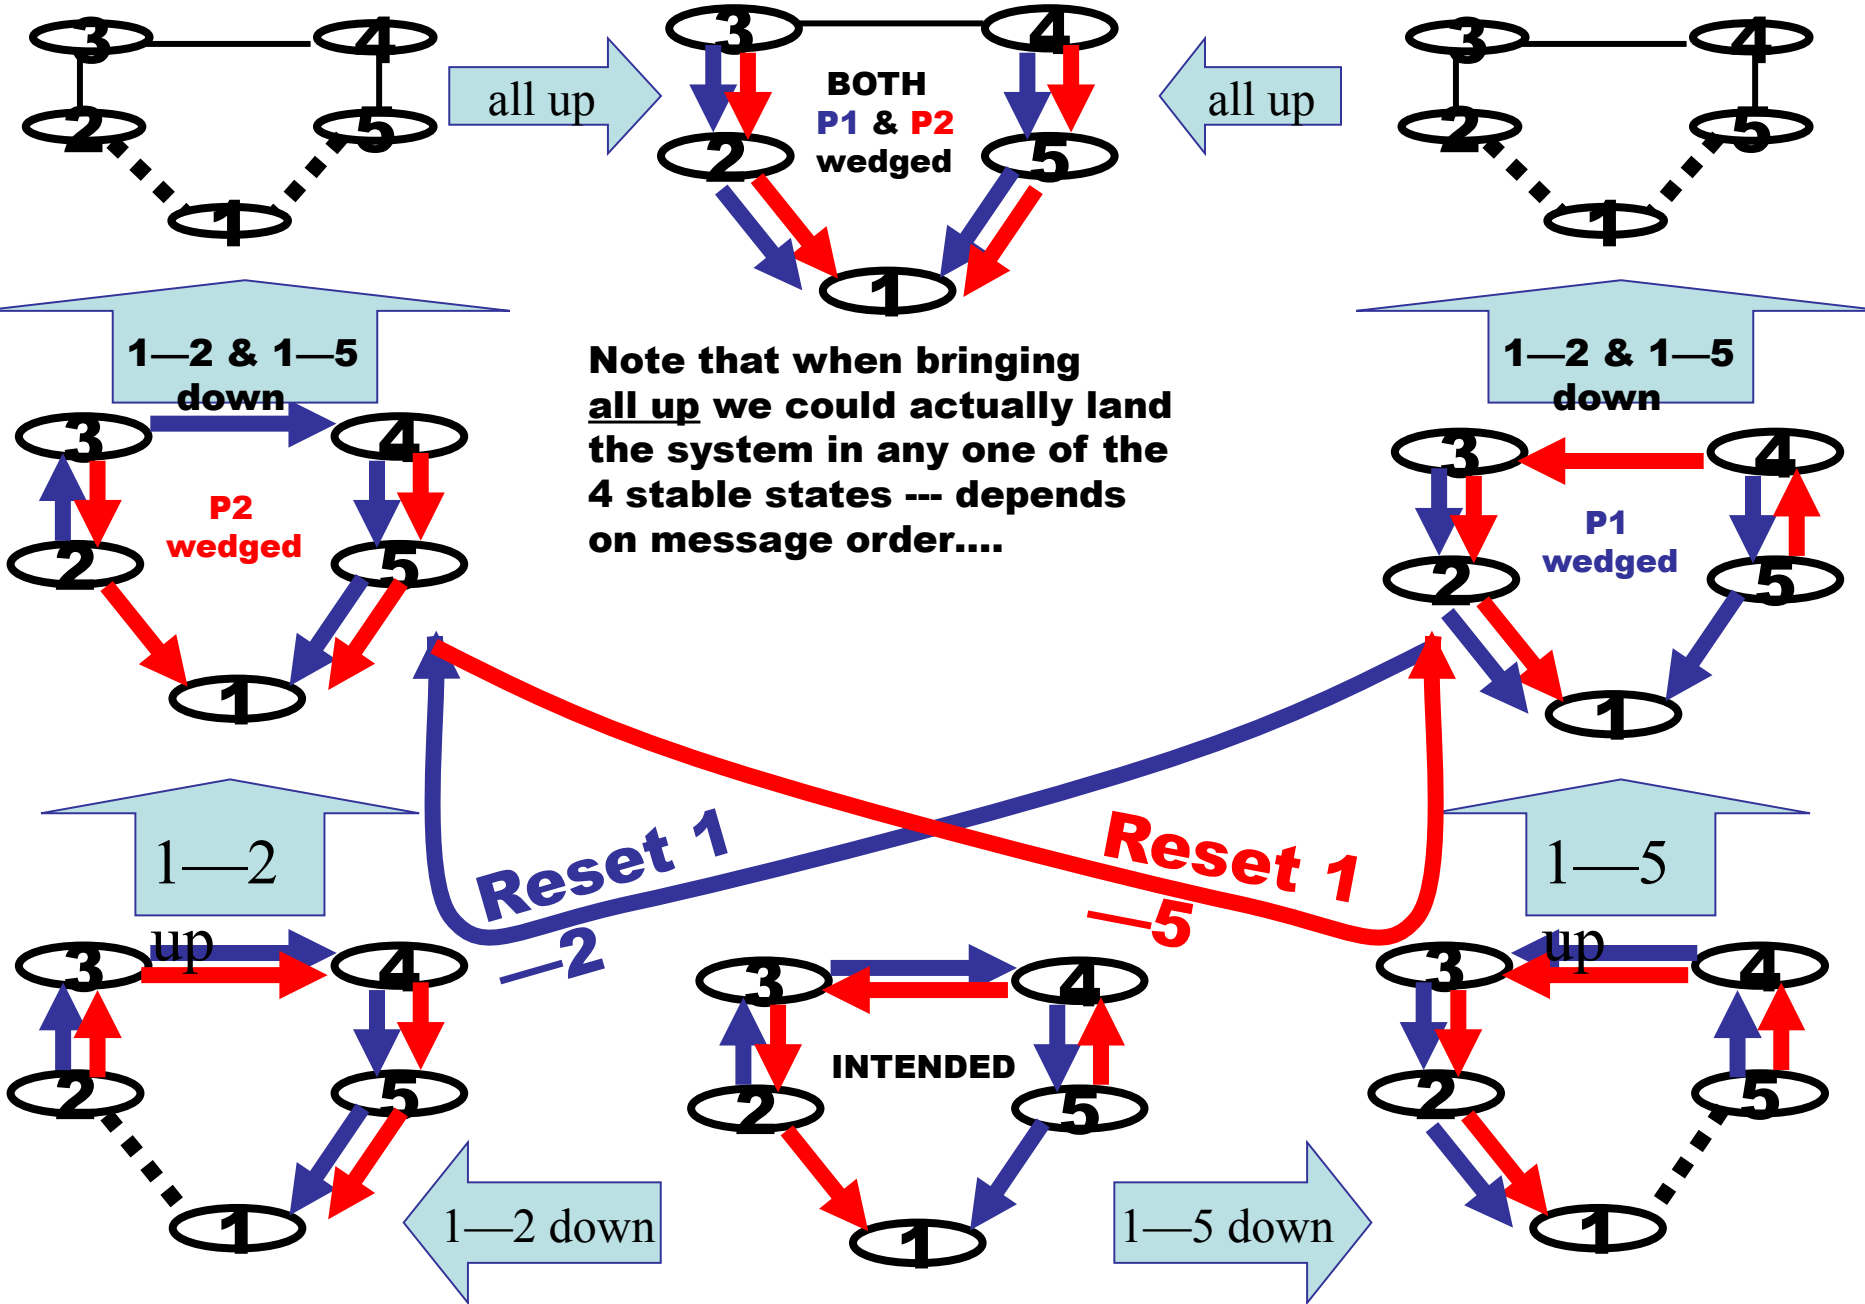 3 4
2 5
1
all up
3 4
BOTH
P1 & P2
wedged
2 5
1
all up
3 4
2 5
1
1—2 & 1—5
down
3 4
P2
wedged
2 5
1
Note that when bringing
all up we could actually land
the system in any one of the
4 stable states --- depends
on message order....
1—2 & 1—5
down
3 4
P1
wedged
2 5
1
Reset 1
—2
Reset 1
—5
1—2
up
3 4
2 5
1
1—2 down
3 4
INTENDED
2 5
1
1—5 down
1—5
up
3 4
2 5
1